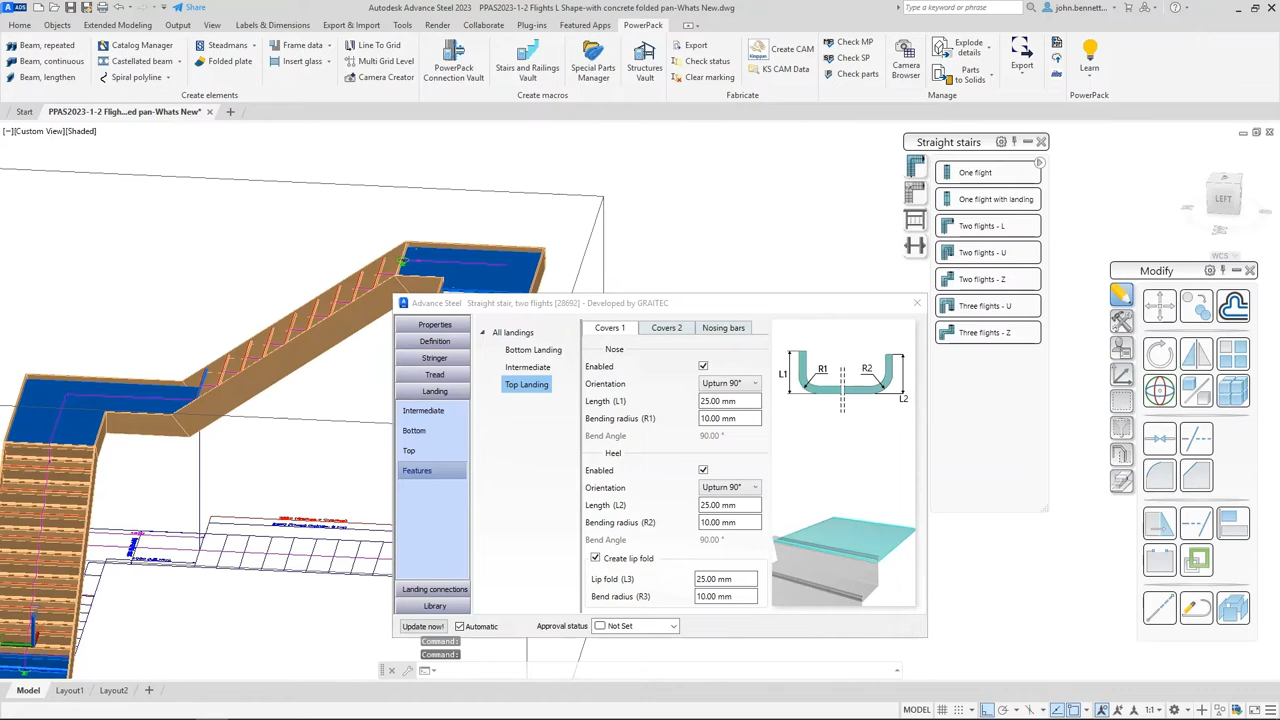 ADS
Share
Autodesk Advance Steel 2023 PPAS2023-1-2 Flights L Shape-with concrete folded pan-Whats New.dwg
Type a keyword or phrase
john.bennett...
Home Objects Extended Modeling Output View Labels & Dimensions Export & Import Tools Render Collaborate Plug-ins Featured Apps PowerPack
Beam, repeated
Beam, continuous
Beam, lengthen
Catalog Manager
Castellated beam
Spiral polyline
Steadmans
Folded plate
Frame data
Insert glass
Line To Grid
Multi Grid Level
Camera Creator
Create elements
PowerPack
Connection Vault
Stairs and Railings
Vault
Special Parts
Manager
Structures
Vault
Create macros
Export
Check status
Clear marking
Kingspan
Create CAM
KS CAM Data
Check MP
Check SP
Check parts
Fabricate
Camera
Browser
Explode
details
Parts
to Solids
Export
Manage
Learn
PowerPack
Start PPAS2023-1-2 Fligh...ed pan-Whats New*
[−][Custom View][Shaded]
Straight stairs
One flight
One flight with landing
Two flights - L
Two flights - U
Two flights - Z
Three flights - U
Three flights - Z
LEFT
WCS
Modify
Advance Steel Straight stair, two flights [28692] - Developed by GRAITEC
Properties
Definition
Stringer
Tread
Landing
Intermediate
Bottom
Top
Features
Landing connections
Library
All landings
Bottom Landing
Intermediate
Top Landing
Covers 1 Covers 2 Nosing bars
Nose
Enabled
Orientation Upturn 90°
Length (L1) 25.00 mm
Bending radius (R1) 10.00 mm
Bend Angle 90.00 °
Heel
Enabled
Orientation Upturn 90°
Length (L2) 25.00 mm
Bending radius (R2) 10.00 mm
Bend Angle 90.00 °
Create lip fold
Lip fold (L3) 25.00 mm
Bend radius (R3) 10.00 mm
L1 R1 R2 L2
Update now! Automatic Approval status Not Set
Command:
Command:
Model Layout1 Layout2
MODEL 1:1